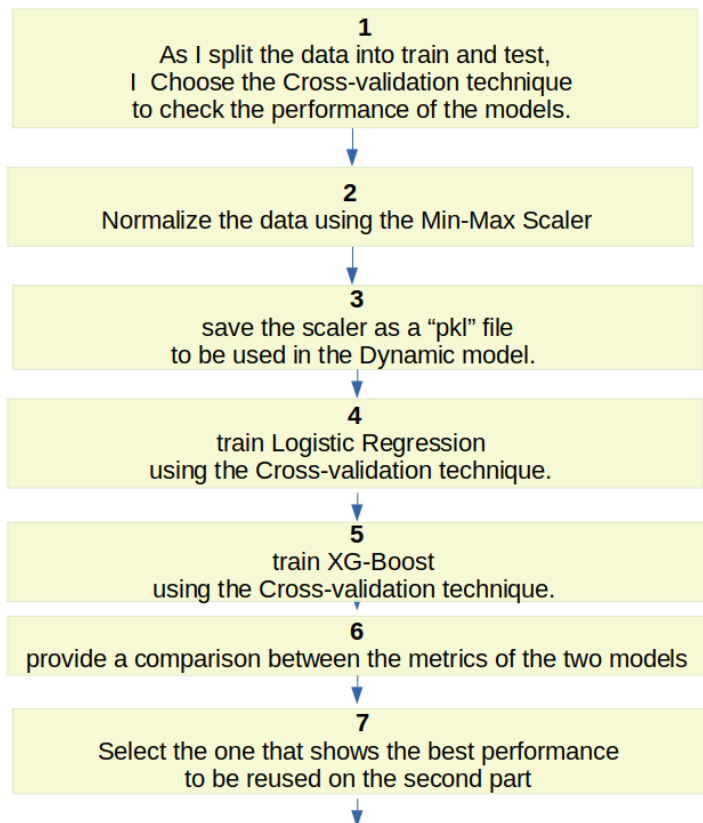 1
As I split the data into train and test,
I  Choose the Cross-validation technique
to check the performance of the models.
2
Normalize the data using the Min-Max Scaler
3
save the scaler as a “pkl” file
to be used in the Dynamic model.
4
train Logistic Regression
using the Cross-validation technique.
5
train XG-Boost
using the Cross-validation technique.
6
provide a comparison between the metrics of the two models
7
Select the one that shows the best performance
to be reused on the second part